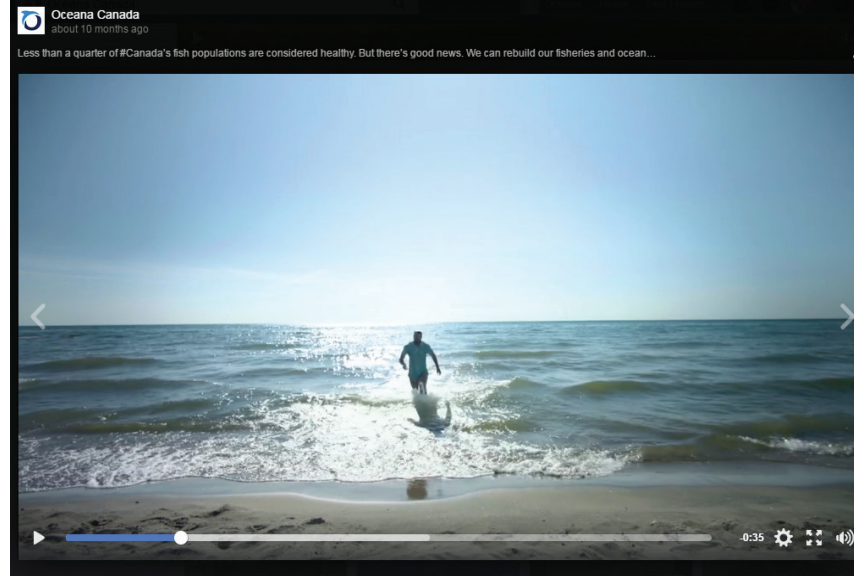 Oceana Canada
about 10 months ago
Less than a quarter of #Canada's fish populations are considered healthy. But there's good news. We can rebuild our fisheries and ocean…
-0:35